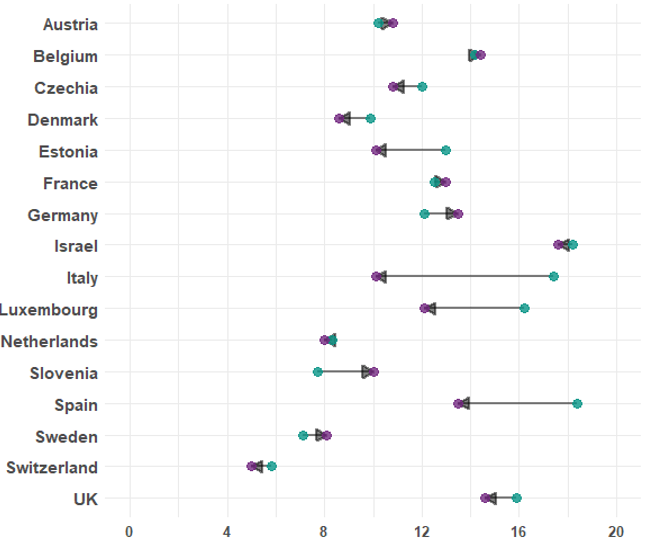 Austria
Belgium
Czechia
Denmark
Estonia
France
Germany
Israel
Italy
Luxembourg
Netherlands
Slovenia
Spain
Sweden
Switzerland
UK
0 4 8 12 16 20